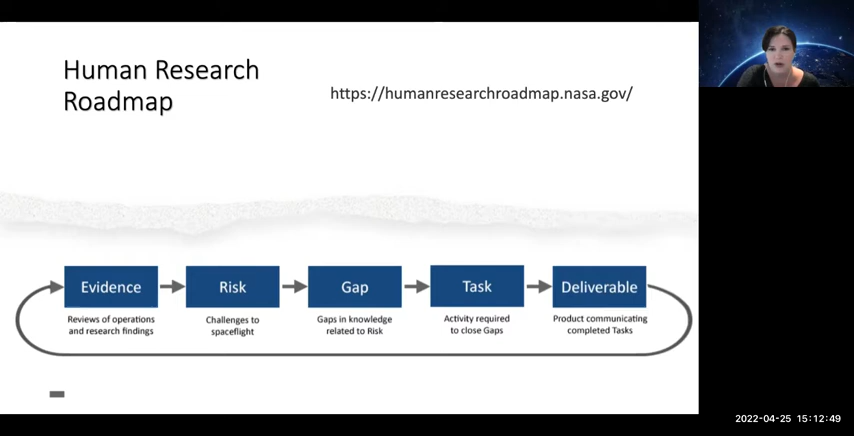 Human Research
Roadmap
https://humanresearchroadmap.nasa.gov/
Evidence
Risk
Gap
Task
Deliverable
Reviews of operations
and research findings
Challenges to
spaceflight
Gaps in knowledge
related to Risk
Activity required
to close Gaps
Product communicating
completed Tasks
2022-04-25 15:12:49